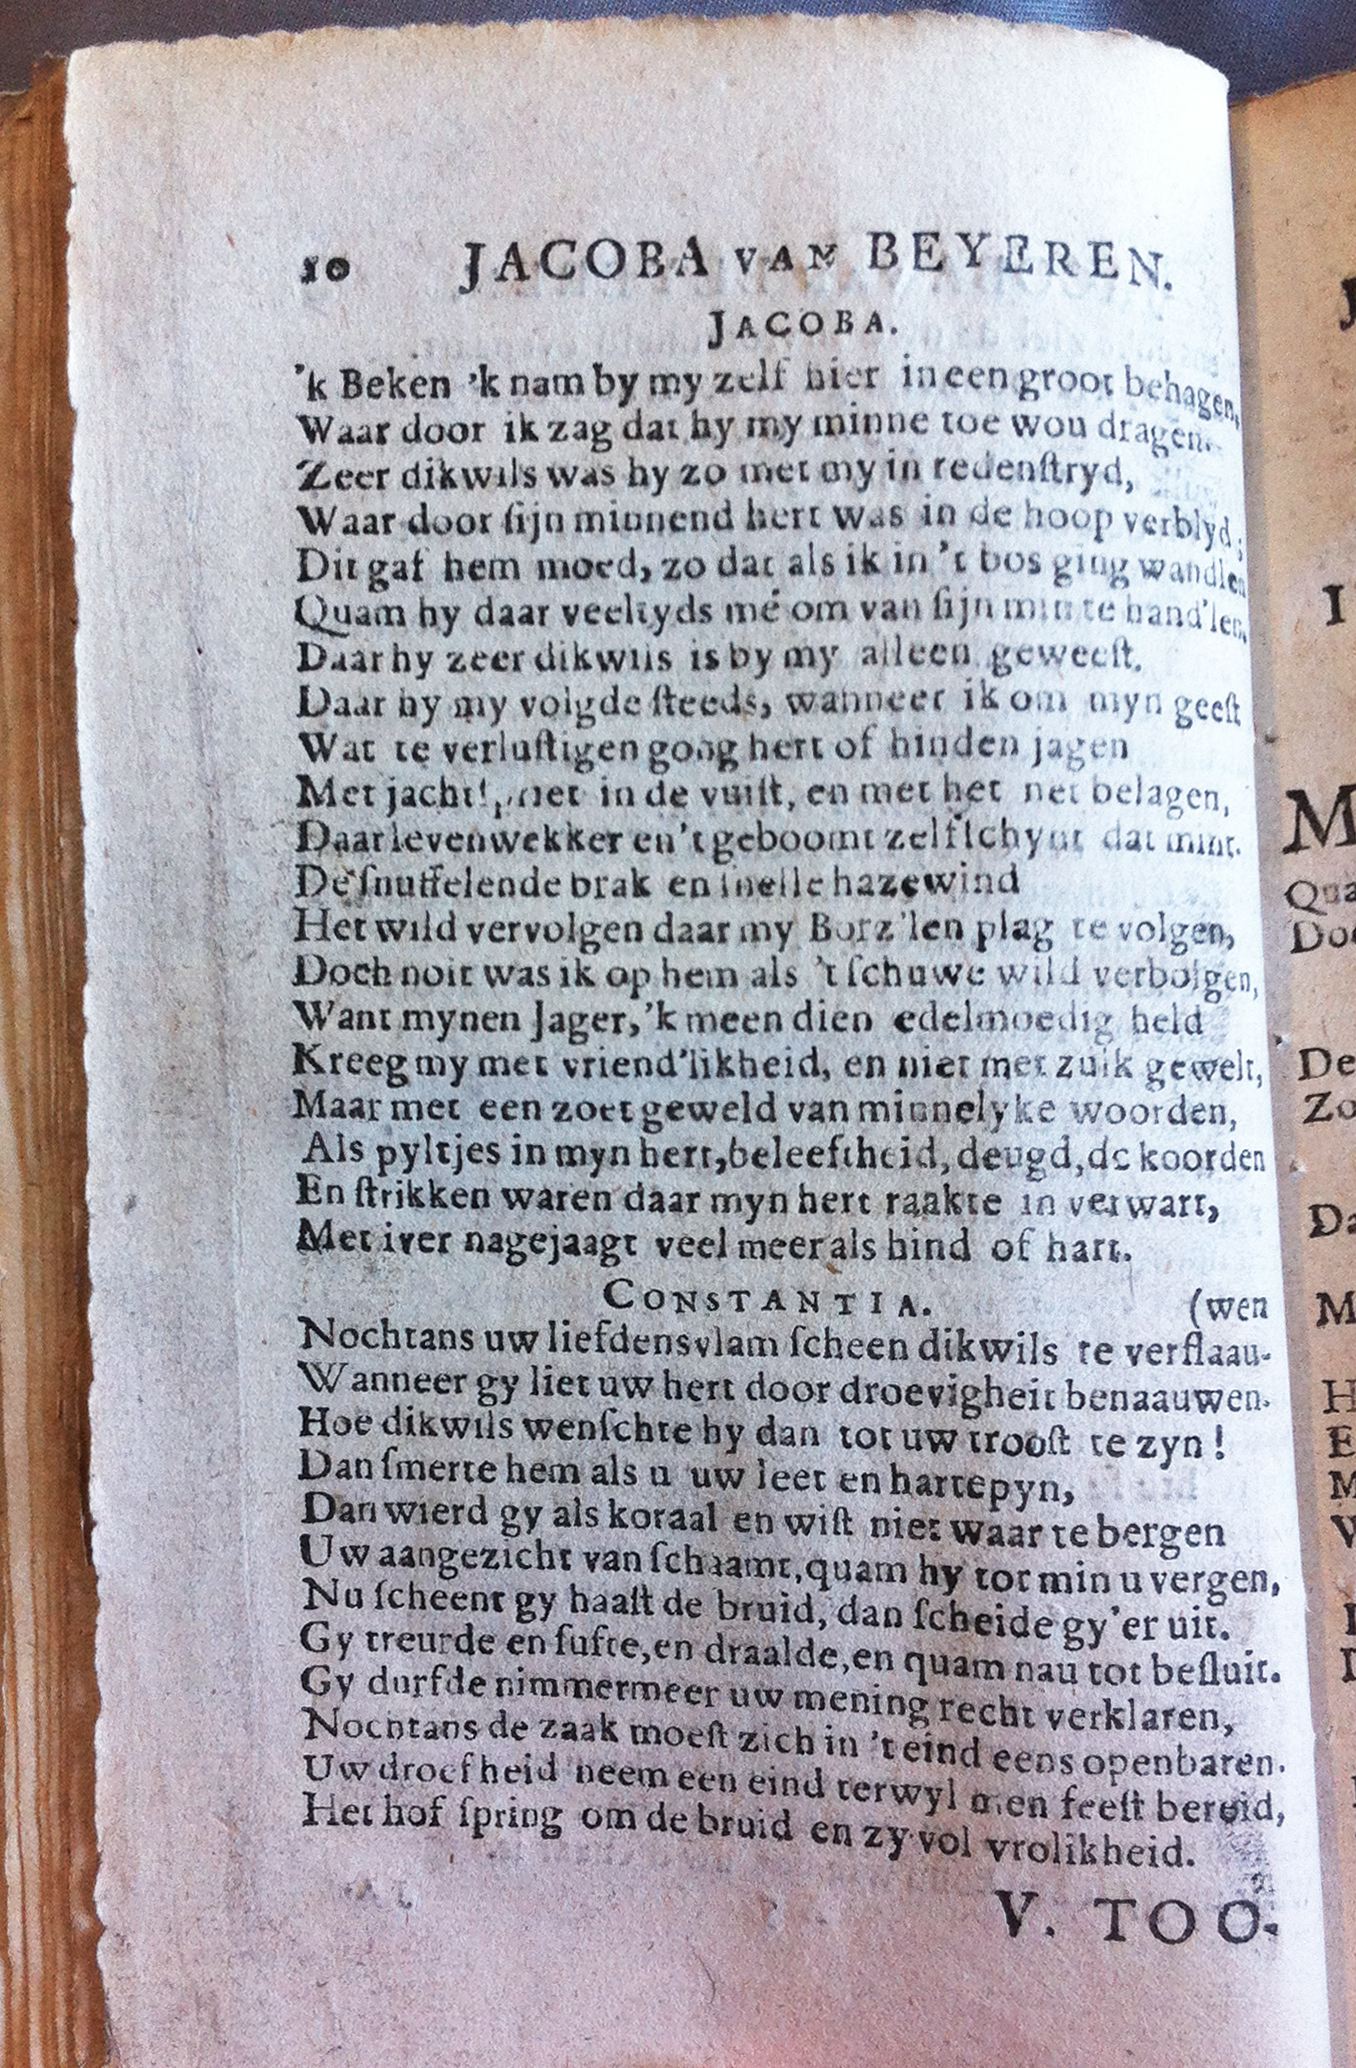 10 JACOBA VAN BEYEREN.
JACOBA.
'k Beken 'k nam by my zelf hier in een groot behagen,
Waar door ik zag dat hy my minne toe wou dragen.
Zeer dikwils was hy zo met my in redenſtryd,
Waar door ſijn minnend hert was in de hoop verblyd;
Dit gaf hem moed, zo dat als ik in 't bos ging wandlen
Quam hy daar veeltyds mé om van ſijn min te hand'len,
Daar hy zeer dikwils is by my alleen geweeſt.
Daar hy my volgde ſteeds, wanneer ik om myn geeſt
Wat te verluſtigen goog hert of hinden jagen
Met jachtſpriet in de vuiſt, en met het net belagen,
Daar levenwekker en 't geboomt zelf ſchynt dat mint.
De ſnuffelende brak en ſnelle hazewind
Het wild vervolgen daar my Borz'len plag te volgen,
Doch noit was ik op hem als 't ſchuwe wild verbolgen,
Want mynen Jager, 'k meen dien edelmoedig held
Kreeg my met vriend'likheid, en niet met zulk gewelt,
Maar met een zoet geweld van minnelyke woorden,
Als pyltjes in myn hert, beleeftheid, deugd, de koorden
En ſtrikken waren daar myn hert raakte in verwart,
Met iver nagejaagt veel meer als hind of hart.
CONSTANTIA. (wen
Nochtans uw liefdensvlam ſcheen dikwils te verflaau-
Wanneer gy liet uw hert door droevigheit benaauwen.
Hoe dikwils wenſchte hy dan tot uw trooſt te zyn!
Dan ſmerte hem als u uw leet en hartepyn,
Dan wierd gy als koraal en wiſt niet waar te bergen
Uw aangezicht van ſchaamt, quam hy tot min u vergen,
Nu ſcheent gy haaſt de bruid, dan ſcheide gy 'er uit.
Gy treurde en ſufte, en draalde, en quam nau tot beſluit.
Gy durfde nimmermeer uw mening recht verklaren,
Nochtans de zaak moeſt zich in 't eind eens openbaren.
Uw droefheid neem een eind terwyl men feeſt bereid,
Het hof ſpring om de bruid en zy vol vrolikheid.
V. TOO-